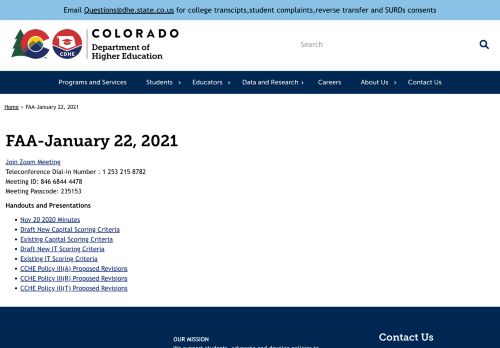 Email Questions@dhe.state.co.us for college transcipts,student complaints,reverse transfer and SURDs consents
COLORADO
Department of
Higher Education
CDHE
Search
Programs and Services
Students
Educators
Data and Research
Careers
About Us
Contact Us
Home › FAA-January 22, 2021
FAA-January 22, 2021
Join Zoom Meeting
Teleconference Dial-in Number : 1 253 215 8782
Meeting ID: 846 6844 4478
Meeting Passcode: 235153
Handouts and Presentations
Nov 20 2020 Minutes
Draft New Capital Scoring Criteria
Existing Capital Scoring Criteria
Draft New IT Scoring Criteria
Existing IT Scoring Criteria
CCHE Policy III(A) Proposed Revisions
CCHE Policy III(R) Proposed Revisions
CCHE Policy III(T) Proposed Revisions
OUR MISSION
Contact Us